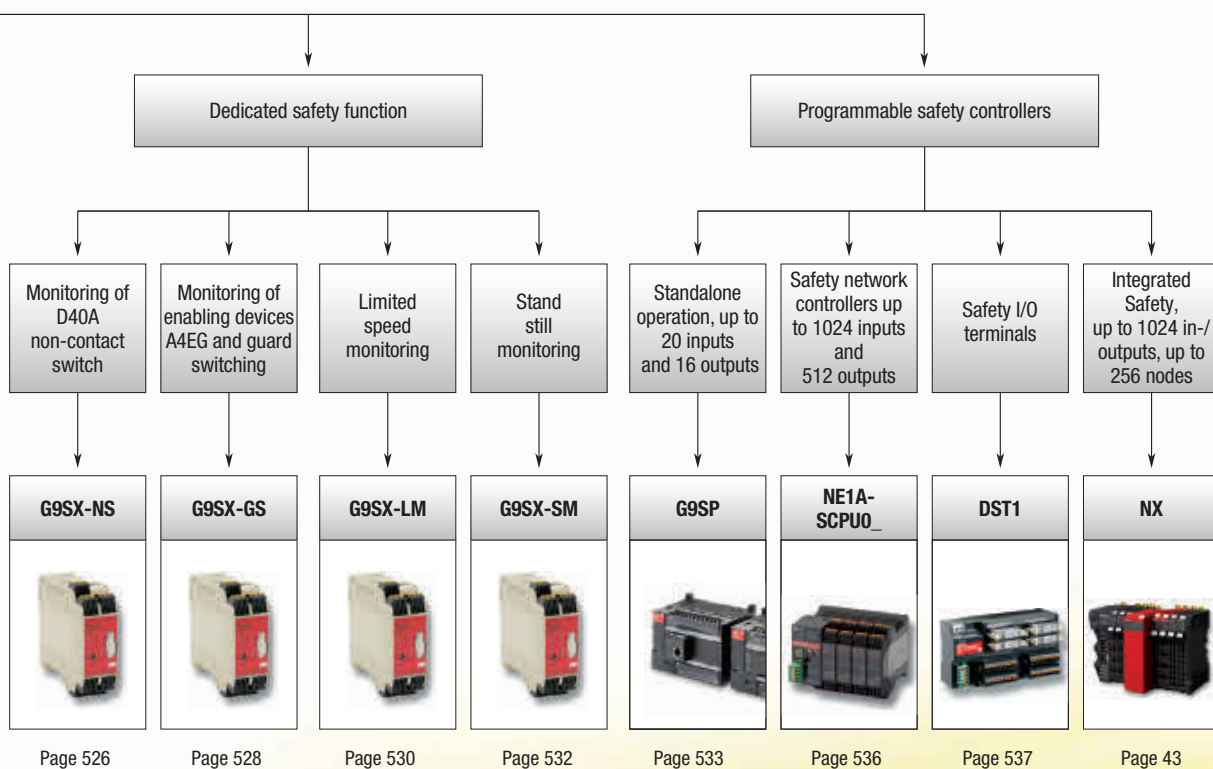 Dedicated safety function
Programmable safety controllers
Monitoring of
D40A
non-contact
switch
Monitoring of
enabling devices
A4EG and guard
switching
Limited
speed
monitoring
Stand
still
monitoring
Standalone
operation, up to
20 inputs
and 16 outputs
Safety network
controllers up
to 1024 inputs
and
512 outputs
Safety I/O
terminals
Integrated
Safety,
up to 1024 in-/
outputs, up to
256 nodes
G9SX-NS
G9SX-GS
G9SX-LM
G9SX-SM
G9SP
NE1A-
SCPU0_
DST1
NX
Page 526
Page 528
Page 530
Page 532
Page 533
Page 536
Page 537
Page 43